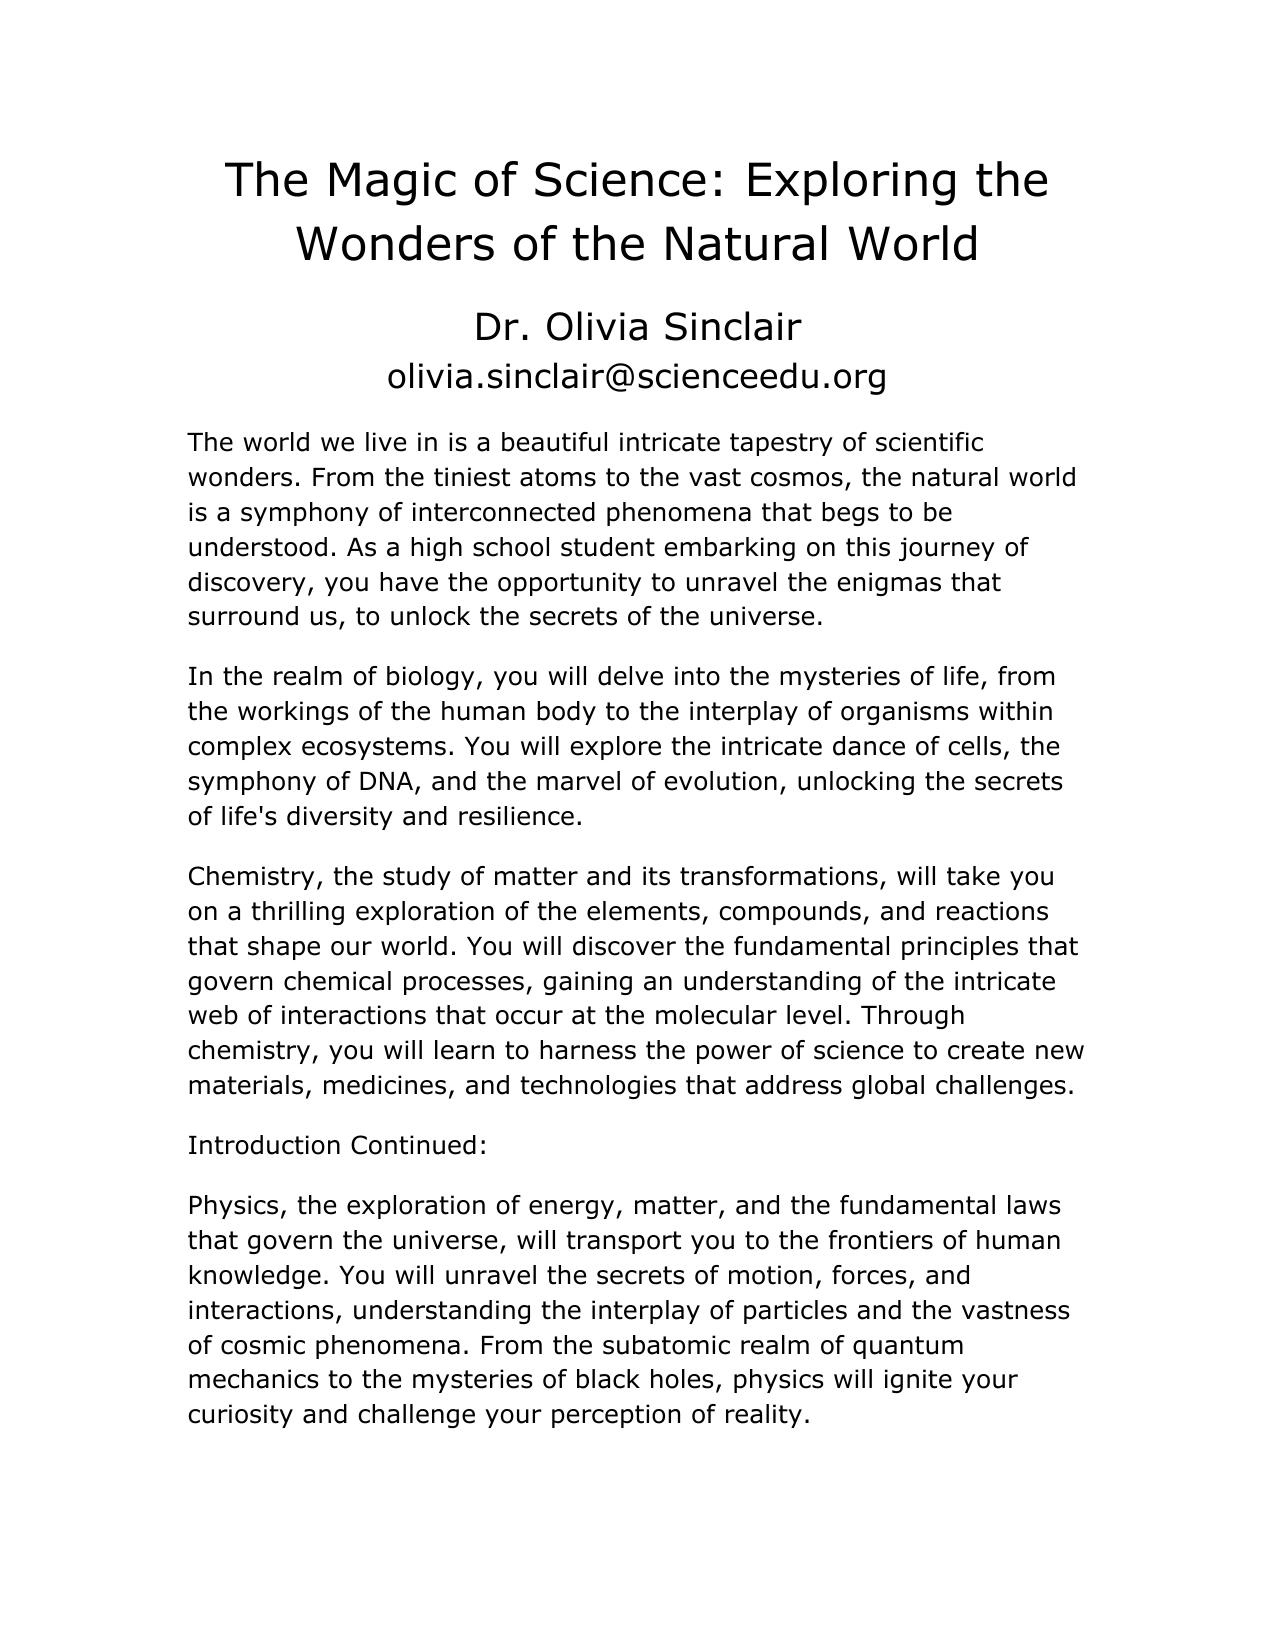 The Magic of Science: Exploring the
Wonders of the Natural World
Dr. Olivia Sinclair
olivia.sinclair@scienceedu.org
The world we live in is a beautiful intricate tapestry of scientific
wonders. From the tiniest atoms to the vast cosmos, the natural world
is a symphony of interconnected phenomena that begs to be
understood. As a high school student embarking on this journey of
discovery, you have the opportunity to unravel the enigmas that
surround us, to unlock the secrets of the universe.
In the realm of biology, you will delve into the mysteries of life, from
the workings of the human body to the interplay of organisms within
complex ecosystems. You will explore the intricate dance of cells, the
symphony of DNA, and the marvel of evolution, unlocking the secrets
of life's diversity and resilience.
Chemistry, the study of matter and its transformations, will take you
on a thrilling exploration of the elements, compounds, and reactions
that shape our world. You will discover the fundamental principles that
govern chemical processes, gaining an understanding of the intricate
web of interactions that occur at the molecular level. Through
chemistry, you will learn to harness the power of science to create new
materials, medicines, and technologies that address global challenges.
Introduction Continued:
Physics, the exploration of energy, matter, and the fundamental laws
that govern the universe, will transport you to the frontiers of human
knowledge. You will unravel the secrets of motion, forces, and
interactions, understanding the interplay of particles and the vastness
of cosmic phenomena. From the subatomic realm of quantum
mechanics to the mysteries of black holes, physics will ignite your
curiosity and challenge your perception of reality.